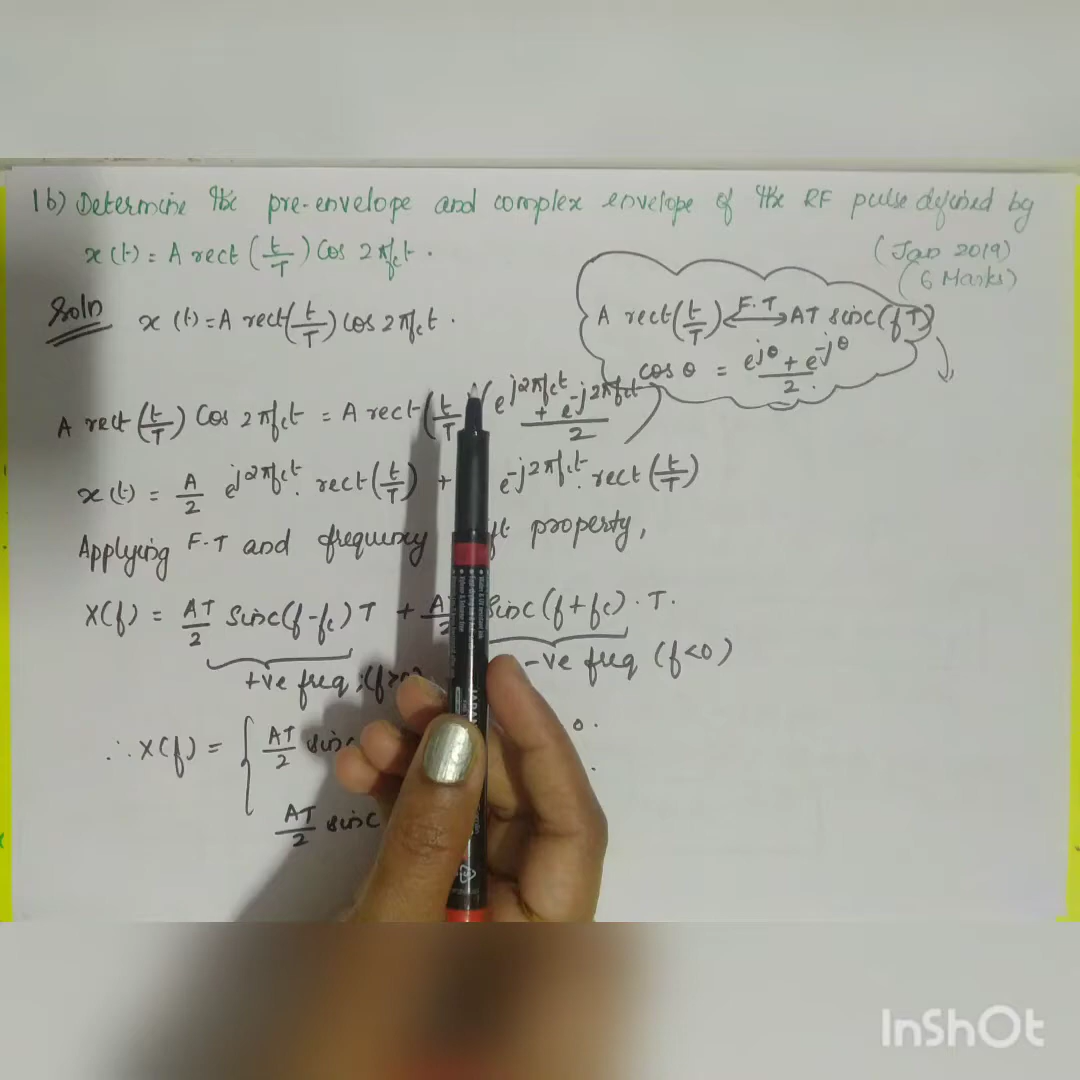 1b) Determine the pre-envelope and complex envelope of the RF pulse defined by
x(t) = A rect(t/T) Cos 2πfct.
(Jan 2019)
(6 Marks)
Soln
x(t) = A rect(t/T) cos 2πfct.
A rect(t/T) <--F.T--> AT sinc(fT)
cos θ = (e^jθ + e^-jθ)/2.
A rect(t/T) Cos 2πfct = A rect(t/T) (e^j2πfct + e^-j2πfct)/2)
x(t) = A/2 e^j2πfct. rect(t/T) + e^-j2πfct. rect(t/T)
Applying F.T and frequency property,
X(f) = AT/2 sinc(f-fc)T + sinc(f+fc).T.
+ve freq -ve freq (f<0)
∴ X(f) = { AT/2 sinc 0.
AT/2 sinc
InShOt